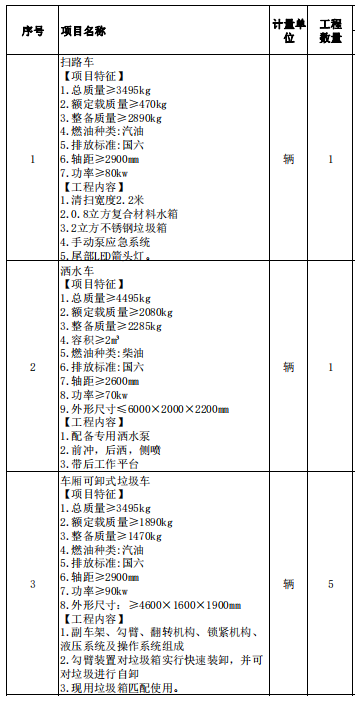 序号 项目名称 计量单位 工程数量
扫路车
【项目特征】
1.总质量≥3495kg
2.额定载质量≥470kg
3.整备质量≥2890kg
4.燃油种类:汽油
5.排放标准:国六
1 6.轴距≥2900mm 辆 1
7.功率≥80kw
【工程内容】
1.清扫宽度2.2米
2.0.8立方复合材料水箱
3.2立方不锈钢垃圾箱
4.手动泵应急系统
5.尾部LED箭头灯。
洒水车
【项目特征】
1.总质量≥4495kg
2.额定载质量≥2080kg
3.整备质量≥2285kg
4.容积≥2m³
5.燃油种类:柴油
2 6.排放标准:国六 辆 1
7.轴距≥2600mm
8.功率≥70kw
9.外形尺寸≤6000×2000×2200mm
【工程内容】
1.配备专用洒水泵
2.前冲，后洒，侧喷
3.带后工作平台
车厢可卸式垃圾车
【项目特征】
1.总质量≥3495kg
2.额定载质量≥1890kg
3.整备质量≥1470kg
4.燃油种类:汽油
5.排放标准:国六
6.轴距≥2900mm
3 7.功率≥90kw 辆 5
8.外形尺寸：≥4600×1600×1900mm
【工程内容】
1.副车架、勾臂、翻转机构、锁紧机构、
液压系统及操作系统组成
2.勾臂装置对垃圾箱实行快速装卸，并可
对垃圾进行自卸
3.现用垃圾箱匹配使用。